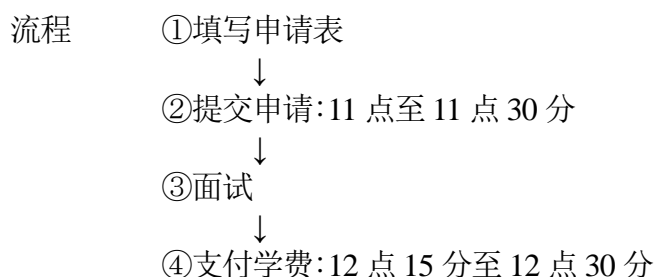 流程 ①填写申请表
↓
②提交申请:11 点至 11 点 30 分
↓
③面试
↓
④支付学费:12 点 15 分至 12 点 30 分